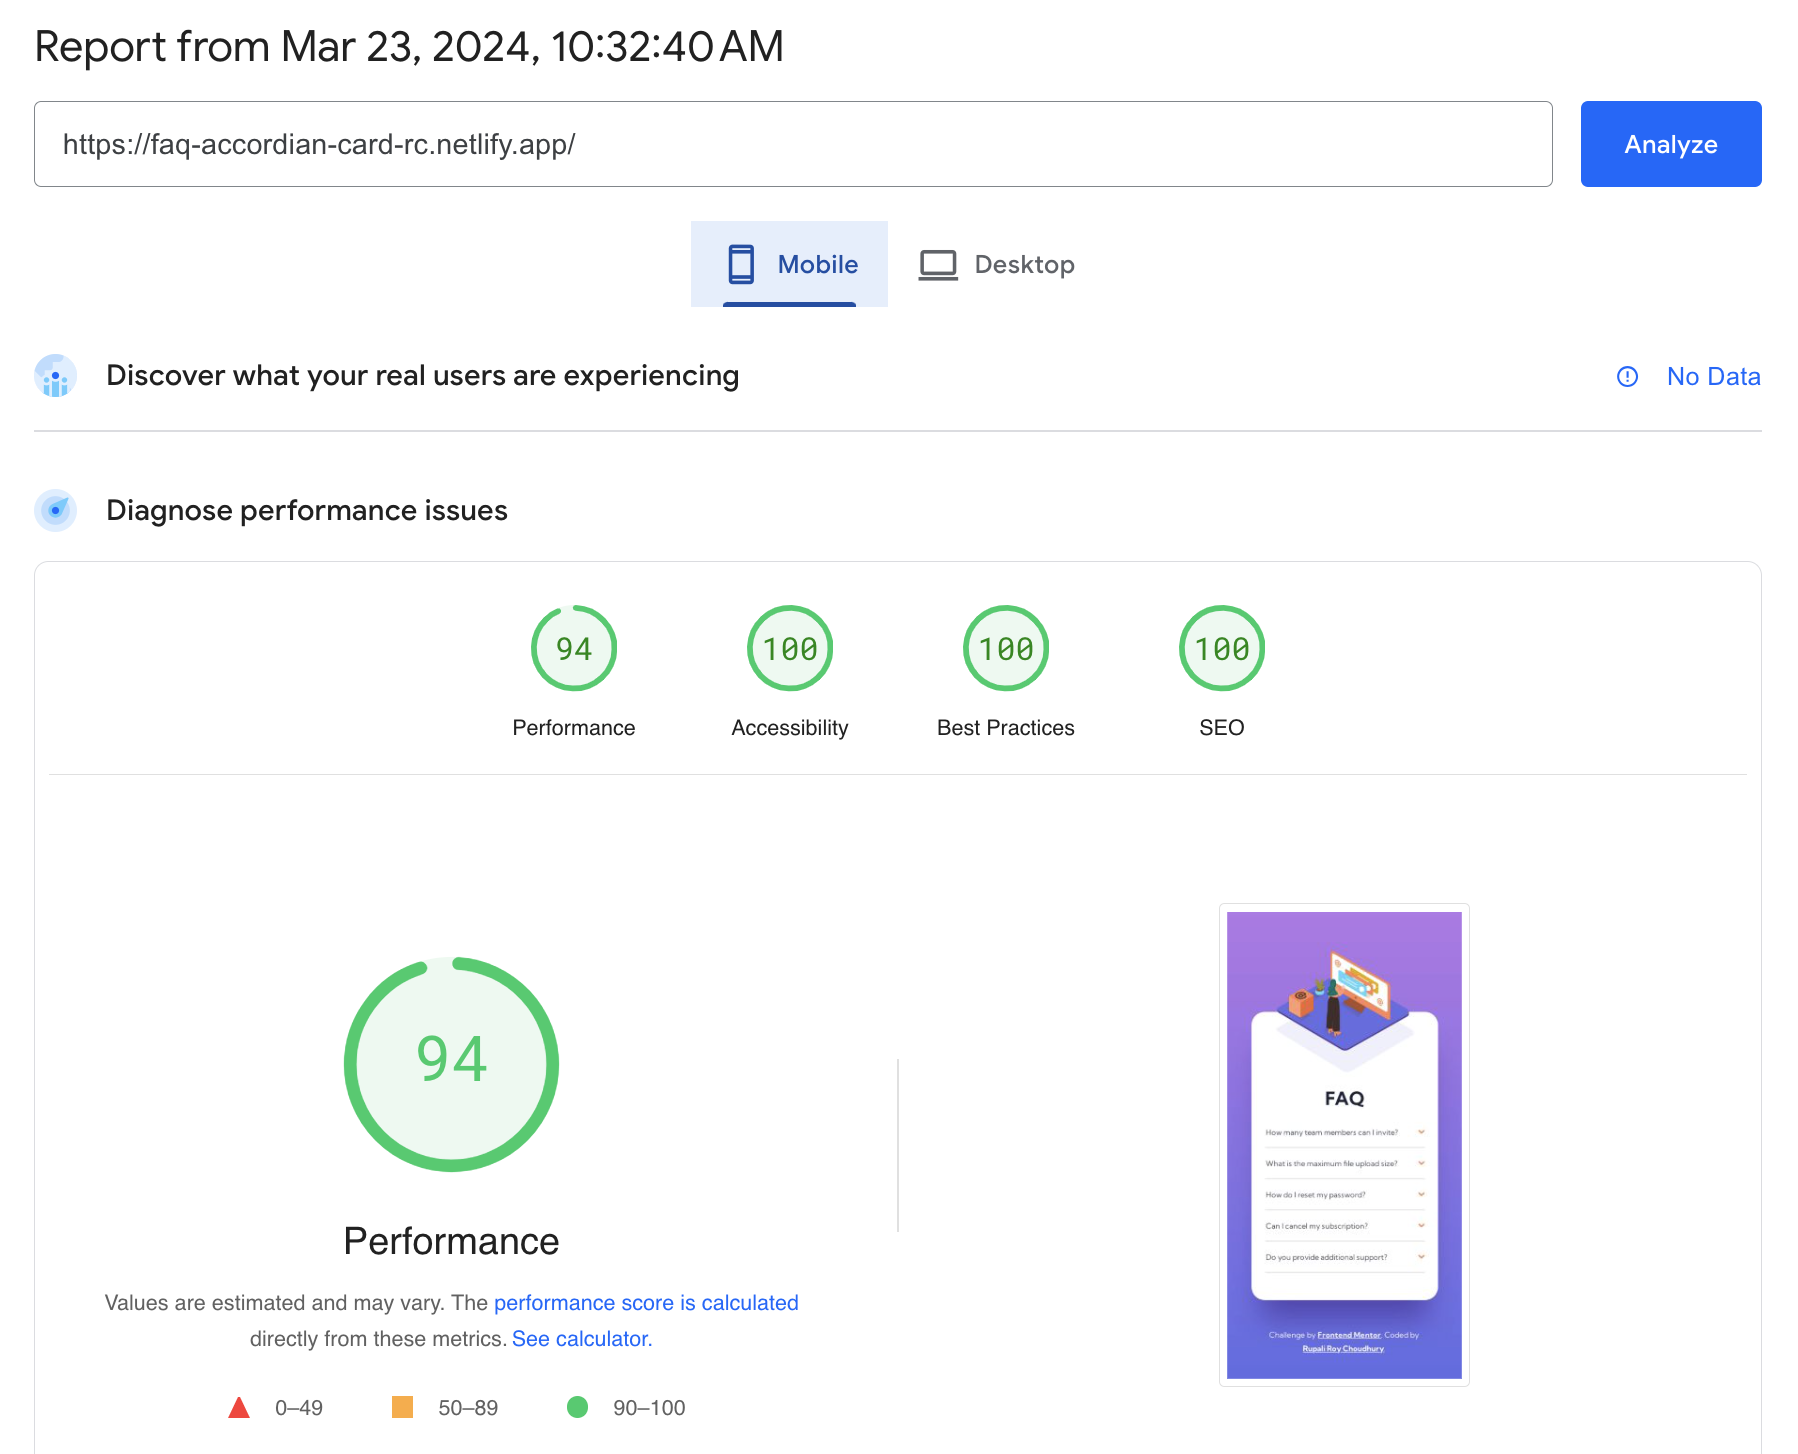 Report from Mar 23, 2024, 10:32:40 AM
https://faq-accordian-card-rc.netlify.app/
Analyze
Mobile
Desktop
Discover what your real users are experiencing
No Data
Diagnose performance issues
94
100
100
100
Performance
Accessibility
Best Practices
SEO
94
Performance
Values are estimated and may vary. The performance score is calculated
directly from these metrics. See calculator.
0–49
50–89
90–100
FAQ
How many team members can I invite?
What is the maximum file upload size?
How do I reset my password?
Can I cancel my subscription?
Do you provide additional support?
Challenge by Frontend Mentor. Coded by
Rupali Roy Choudhury.